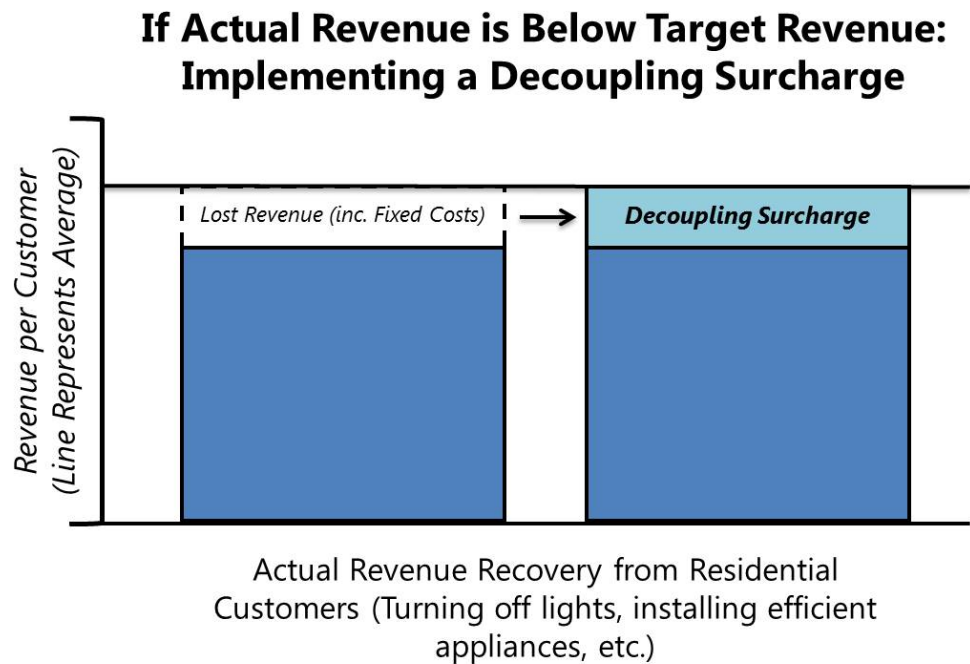 If Actual Revenue is Below Target Revenue:
Implementing a Decoupling Surcharge
Revenue per Customer
(Line Represents Average)
Lost Revenue (inc. Fixed Costs)
Decoupling Surcharge
Actual Revenue Recovery from Residential
Customers (Turning off lights, installing efficient
appliances, etc.)